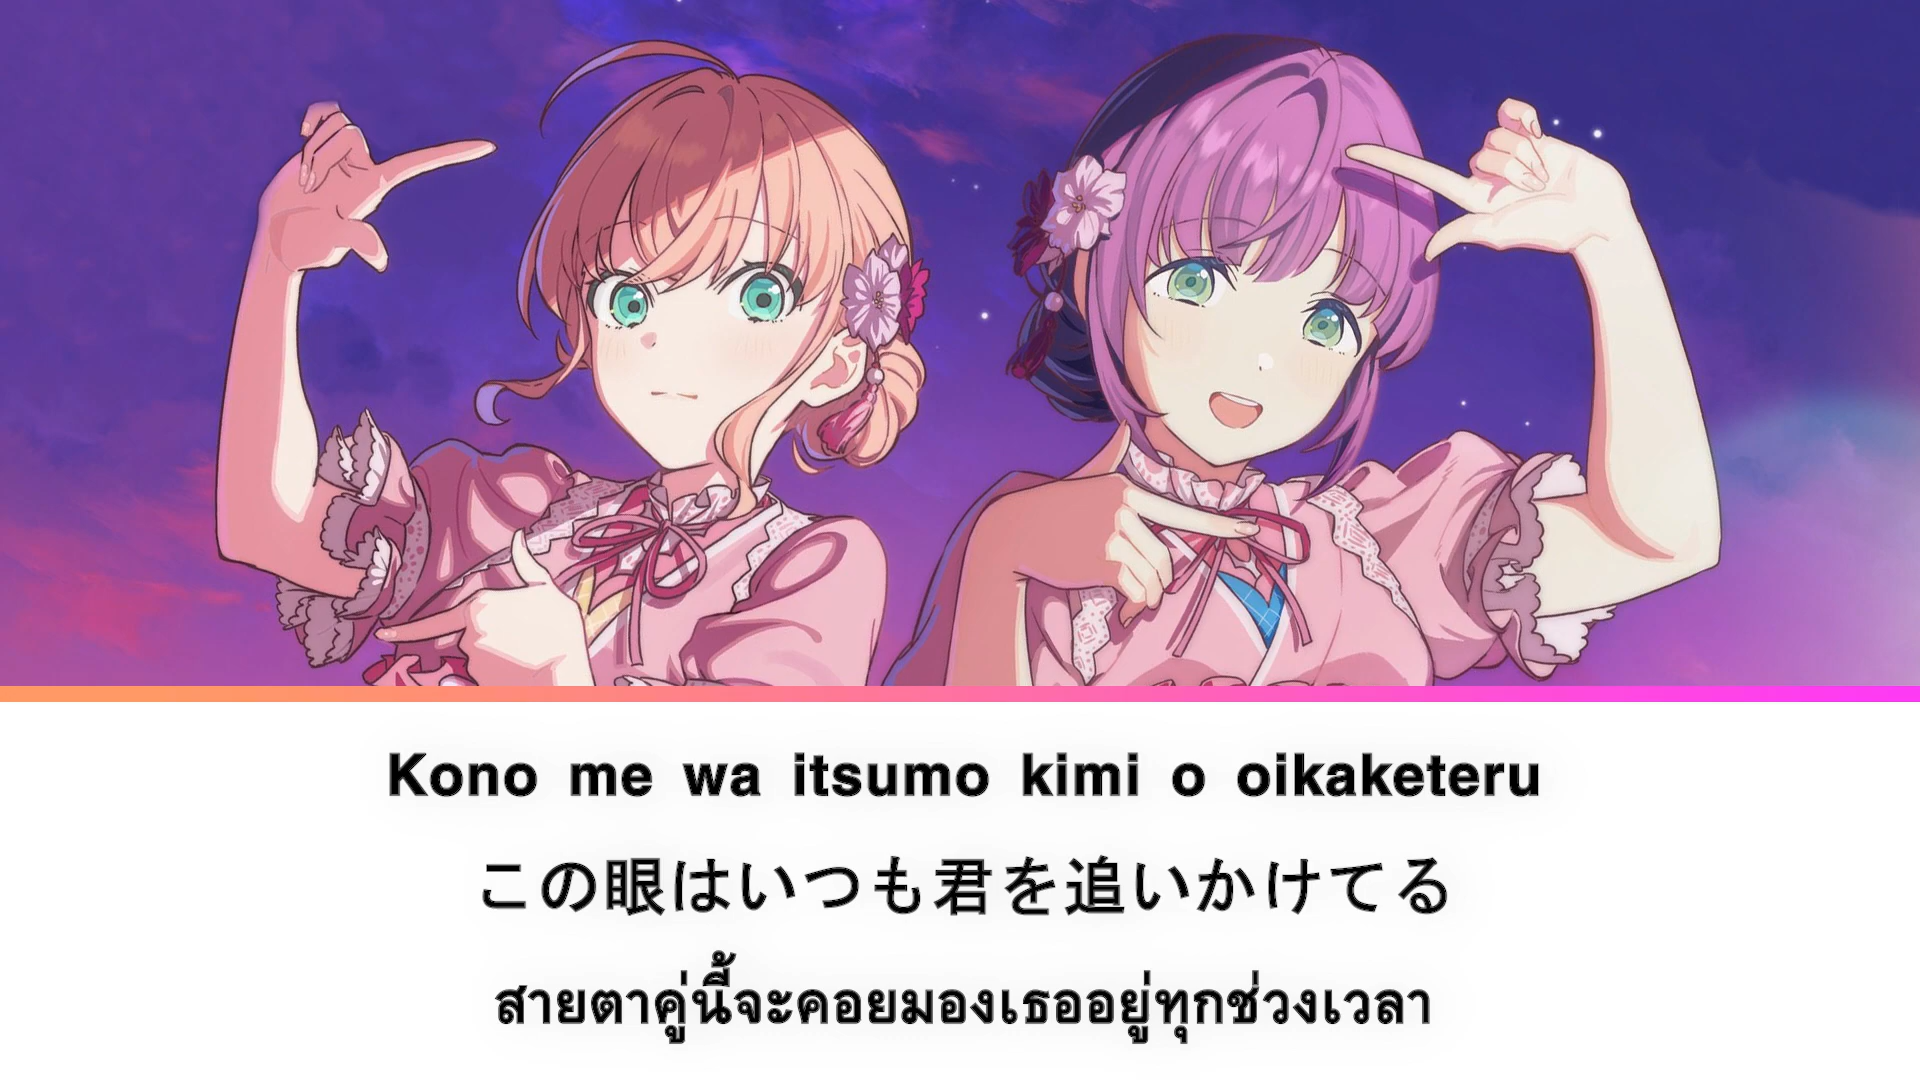 Kono me wa itsumo kimi o oikaketeru
この眼はいつも君を追いかけてる
สายตาคู่นี้จะคอยมองเธออยู่ทุกช่วงเวลา